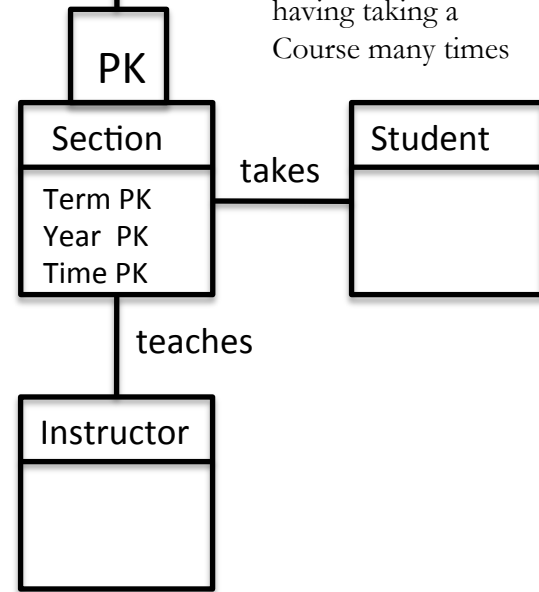 having taking a
Course many times
PK
Section
Term PK
Year PK
Time PK
takes
Student
teaches
Instructor